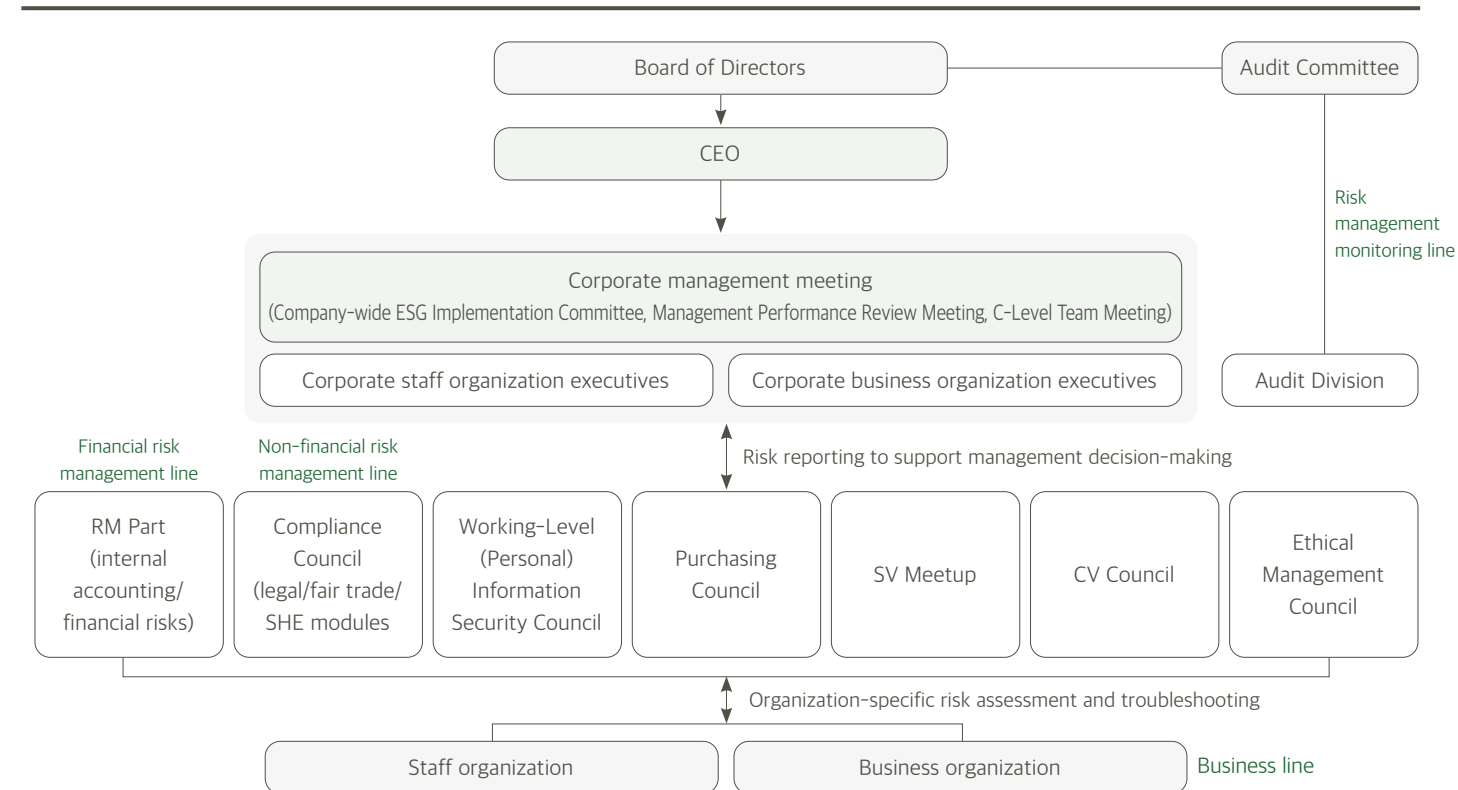 Board of Directors
Audit Committee
CEO
Risk
management
monitoring line
Corporate management meeting
(Company-wide ESG Implementation Committee, Management Performance Review Meeting, C-Level Team Meeting)
Corporate staff organization executives
Corporate business organization executives
Audit Division
Financial risk
management line
Non-financial risk
management line
Risk reporting to support management decision-making
RM Part
(internal
accounting/
financial risks)
Compliance
Council
(legal/fair trade/
SHE modules
Working-Level
(Personal)
Information
Security Council
Purchasing
Council
SV Meetup
CV Council
Ethical
Management
Council
Organization-specific risk assessment and troubleshooting
Staff organization
Business organization
Business line